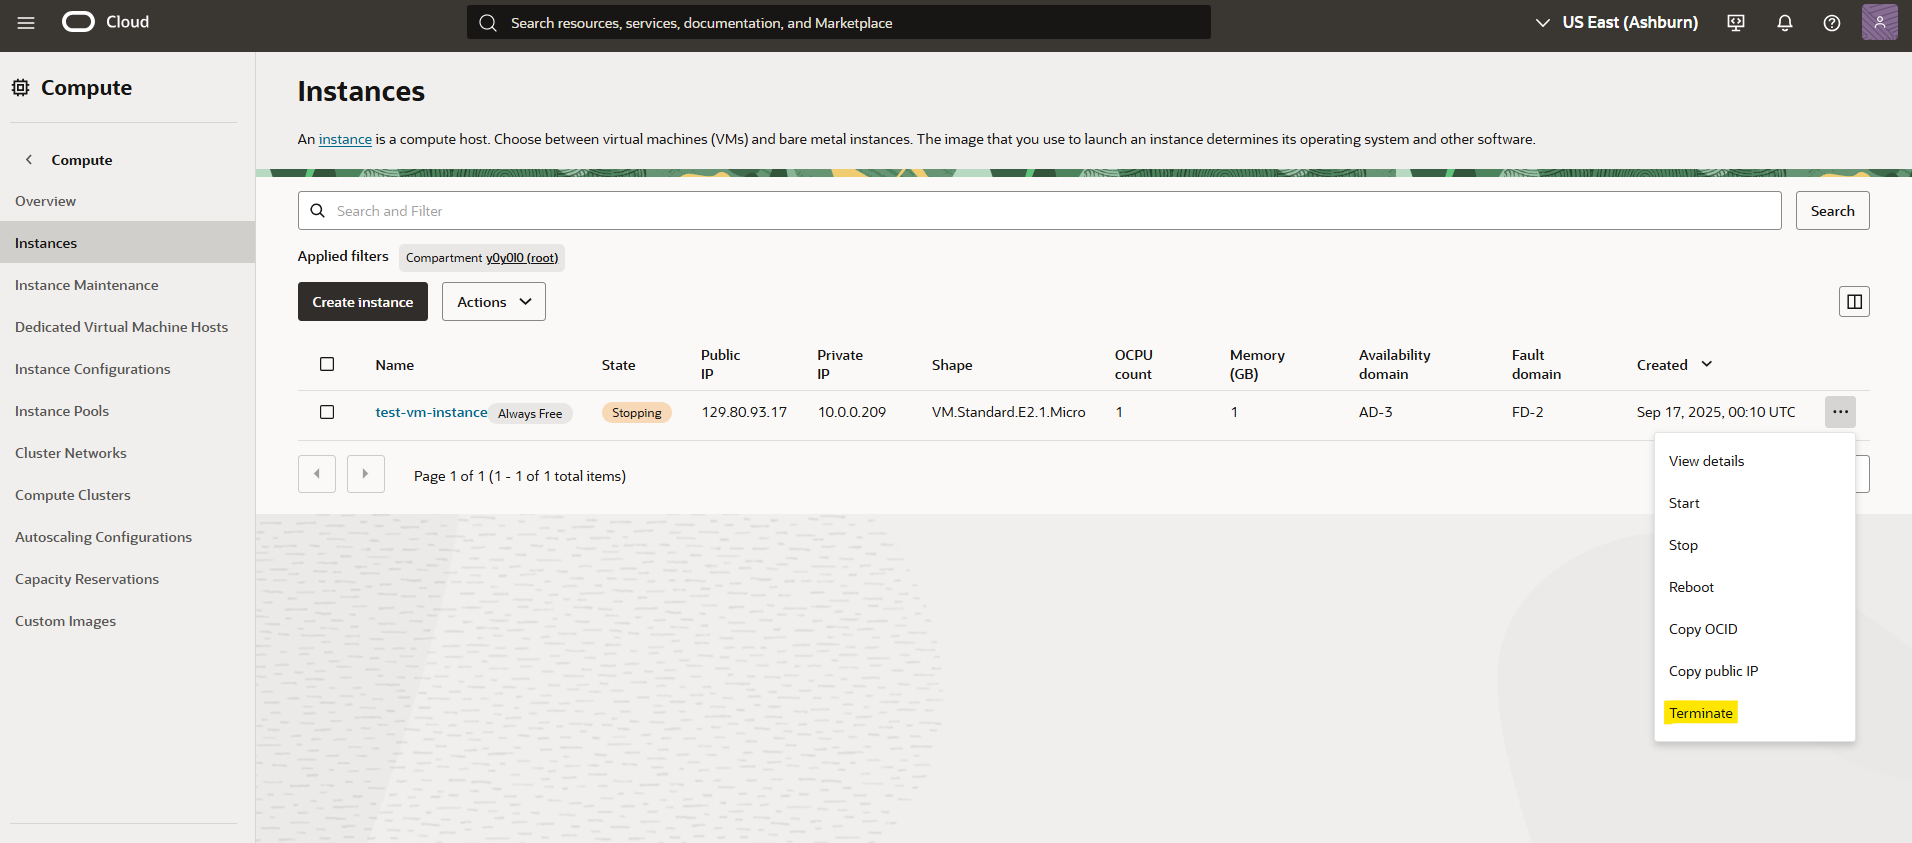 Cloud
Search resources, services, documentation, and Marketplace
US East (Ashburn)
Compute
Compute
Overview
Instances
Instance Maintenance
Dedicated Virtual Machine Hosts
Instance Configurations
Instance Pools
Cluster Networks
Compute Clusters
Autoscaling Configurations
Capacity Reservations
Custom Images
Instances
An instance is a compute host. Choose between virtual machines (VMs) and bare metal instances. The image that you use to launch an instance determines its operating system and other software.
Search and Filter
Search
Applied filters Compartment y0y0l0 (root)
Create instance Actions
Name State Public IP Private IP Shape OCPU count Memory (GB) Availability domain Fault domain Created
test-vm-instance Always Free Stopping 129.80.93.17 10.0.0.209 VM.Standard.E2.1.Micro 1 1 AD-3 FD-2 Sep 17, 2025, 00:10 UTC
Page 1 of 1 (1 - 1 of 1 total items)
View details
Start
Stop
Reboot
Copy OCID
Copy public IP
Terminate